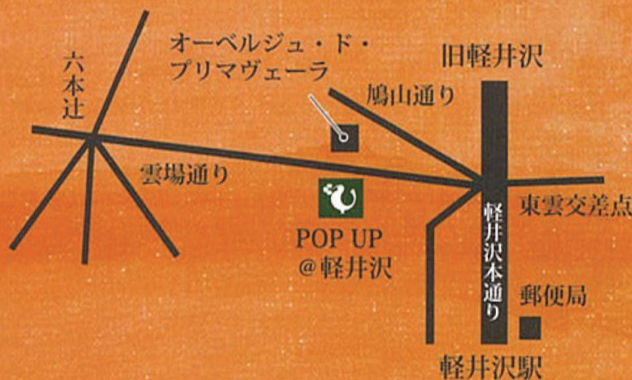 六本辻
オーベルジュ・ド・
プリマヴェーラ
旧軽井沢
鳩山通り
雲場通り
東雲交差点
軽井沢本通り
POP UP
@軽井沢
郵便局
軽井沢駅